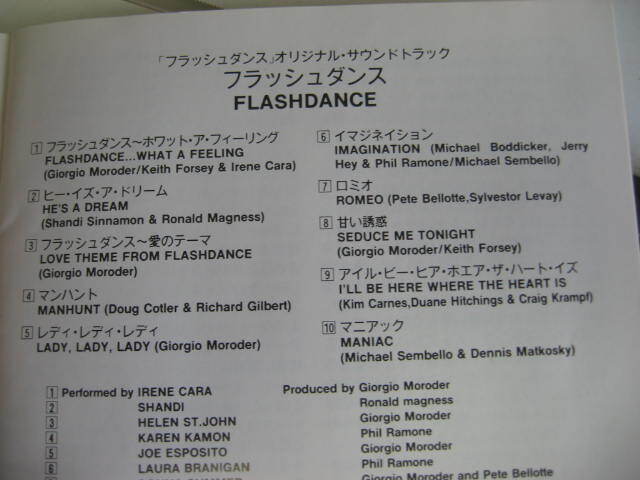 「フラッシュダンス」オリジナル・サウンドトラック
フラッシュダンス
FLASHDANCE
1 フラッシュダンス〜ホワット・ア・フィーリング
FLASHDANCE...WHAT A FEELING
(Giorgio Moroder/Keith Forsey & Irene Cara)
2 ヒー・イズ・ア・ドリーム
HE'S A DREAM
(Shandi Sinnamon & Ronald Magness)
3 フラッシュダンス〜愛のテーマ
LOVE THEME FROM FLASHDANCE
(Giorgio Moroder)
4 マンハント
MANHUNT (Doug Cotler & Richard Gilbert)
5 レディ・レディ・レディ
LADY, LADY, LADY (Giorgio Moroder)
6 イマジネイション
IMAGINATION (Michael Boddicker, Jerry
Hey & Phil Ramone/Michael Sembello)
7 ロミオ
ROMEO (Pete Bellotte,Sylvestor Levay)
8 甘い誘惑
SEDUCE ME TONIGHT
(Giorgio Moroder/Keith Forsey)
9 アイル・ビー・ヒア・ホエア・ザ・ハート・イズ
I'LL BE HERE WHERE THE HEART IS
(Kim Carnes,Duane Hitchings & Craig Krampf)
10 マニアック
MANIAC
(Michael Sembello & Dennis Matkosky)
1 Performed by IRENE CARA Produced by Giorgio Moroder
2 SHANDI Ronald magness
3 HELEN ST.JOHN Giorgio Moroder
4 KAREN KAMON Phil Ramone
5 JOE ESPOSITO Giorgio Moroder
6 LAURA BRANIGAN Phil Ramone
Giorgio Moroder and Pete Bellotte